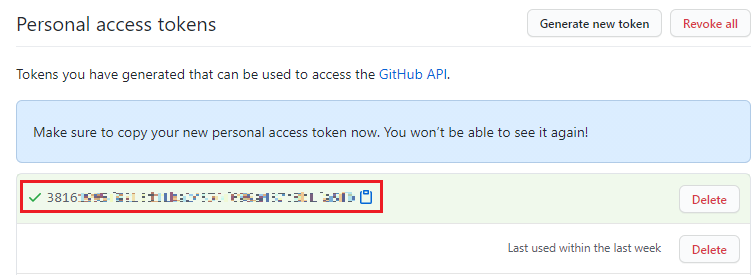 Personal access tokens
Generate new token
Revoke all
Tokens you have generated that can be used to access the GitHub API.
Make sure to copy your new personal access token now. You won't be able to see it again!
Delete
Last used within the last week
Delete